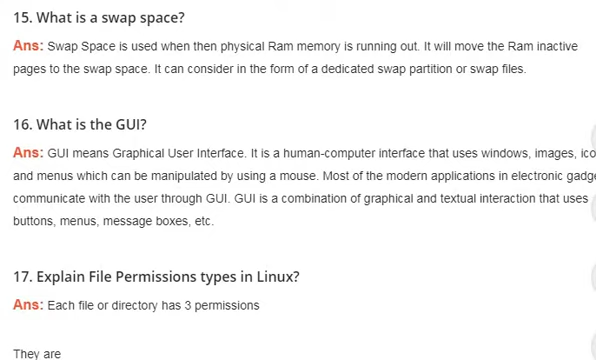 15. What is a swap space?
Ans: Swap Space is used when then physical Ram memory is running out. It will move the Ram inactive
pages to the swap space. It can consider in the form of a dedicated swap partition or swap files.
16. What is the GUI?
Ans: GUI means Graphical User Interface. It is a human-computer interface that uses windows, images, ico
and menus which can be manipulated by using a mouse. Most of the modern applications in electronic gadge
communicate with the user through GUI. GUI is a combination of graphical and textual interaction that uses
buttons, menus, message boxes, etc.
17. Explain File Permissions types in Linux?
Ans: Each file or directory has 3 permissions
They are